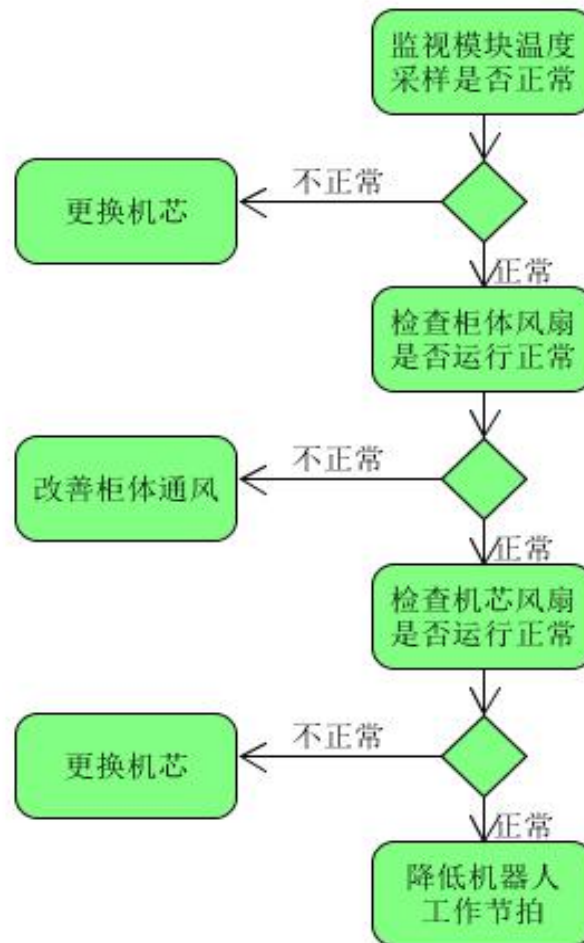 监视模块温度
采样是否正常
不正常
更换机芯
正常
检查柜体风扇
是否运行正常
不正常
改善柜体通风
正常
检查机芯风扇
是否运行正常
不正常
更换机芯
正常
降低机器人
工作节拍